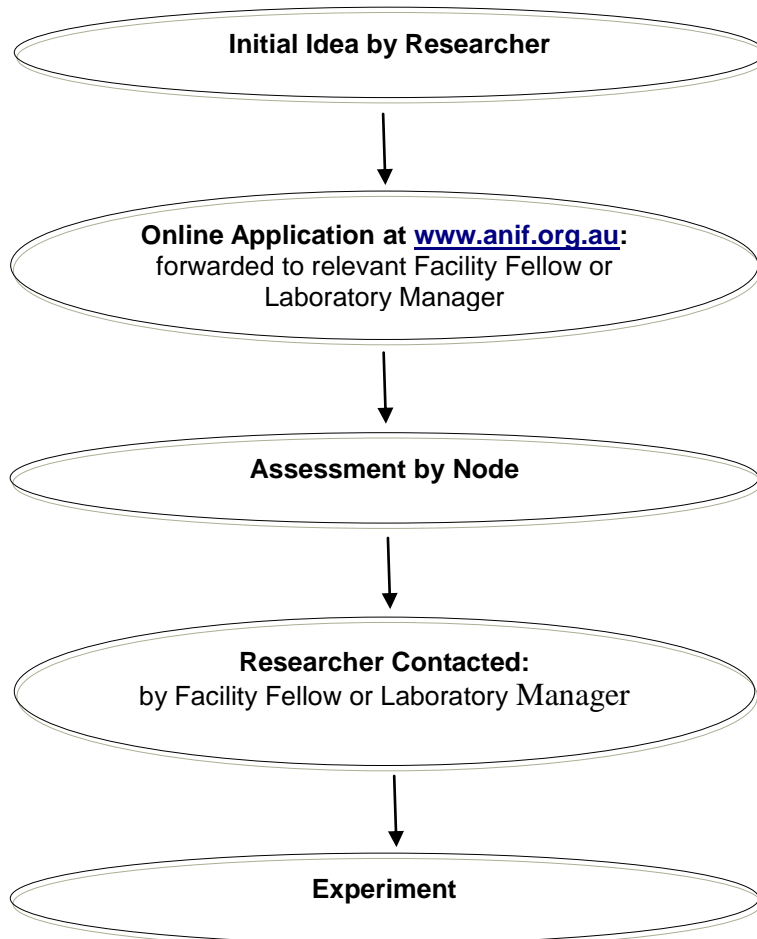 Initial Idea by Researcher
Online Application at www.anif.org.au:
forwarded to relevant Facility Fellow or
Laboratory Manager
Assessment by Node
Researcher Contacted:
by Facility Fellow or Laboratory Manager
Experiment